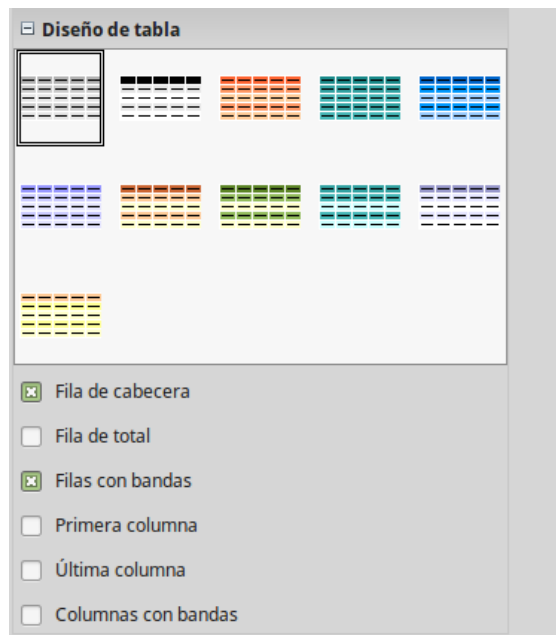 Diseño de tabla
Fila de cabecera
Fila de total
Filas con bandas
Primera columna
Última columna
Columnas con bandas